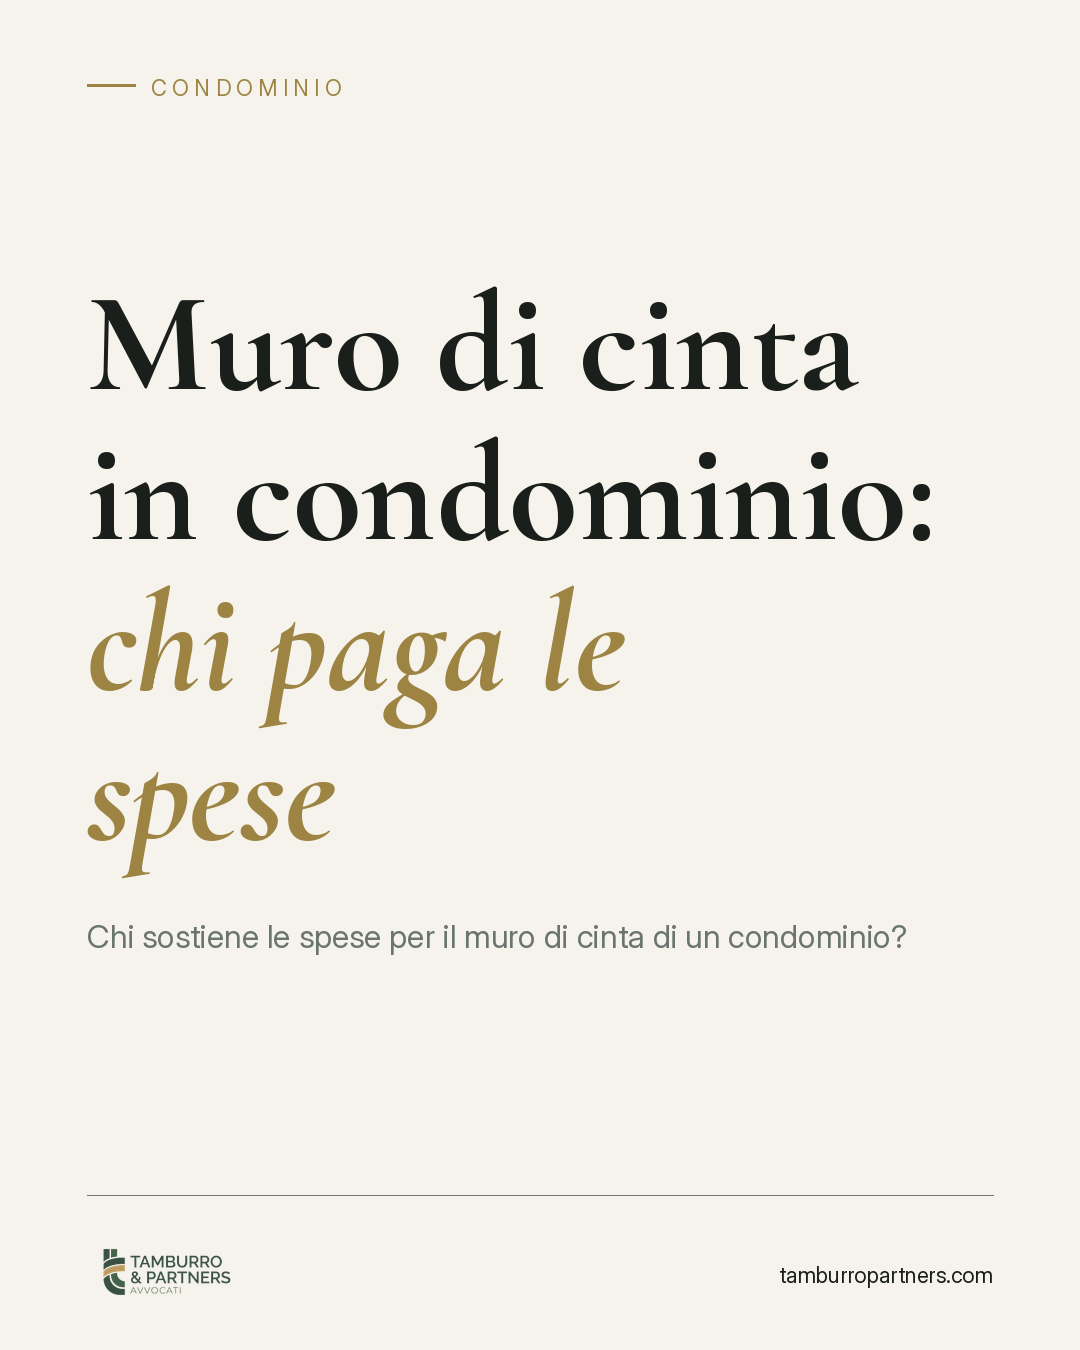 CONDOMINIO
Muro di cinta
in condominio:
chi paga le
spese
Chi sostiene le spese per il muro di cinta di un condominio?
TAMBURRO
& PARTNERS
AVVOCATI
tamburropartners.com